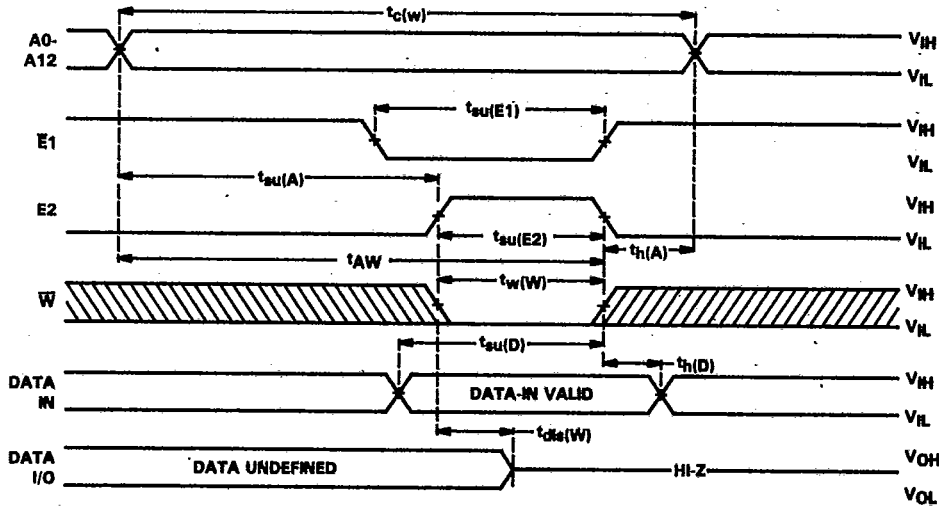 tc(w)
A0-
A12
VIH
VIL
tsu(E1)
E̅1
VIH
VIL
tsu(A)
E2
VIH
VIL
tsu(E2)
th(A)
tAW
tw(W)
W̅
VIH
VIL
tsu(D)
th(D)
DATA
IN
DATA-IN VALID
VIH
VIL
tdis(W)
DATA
I/O
DATA UNDEFINED
HI-Z
VOH
VOL